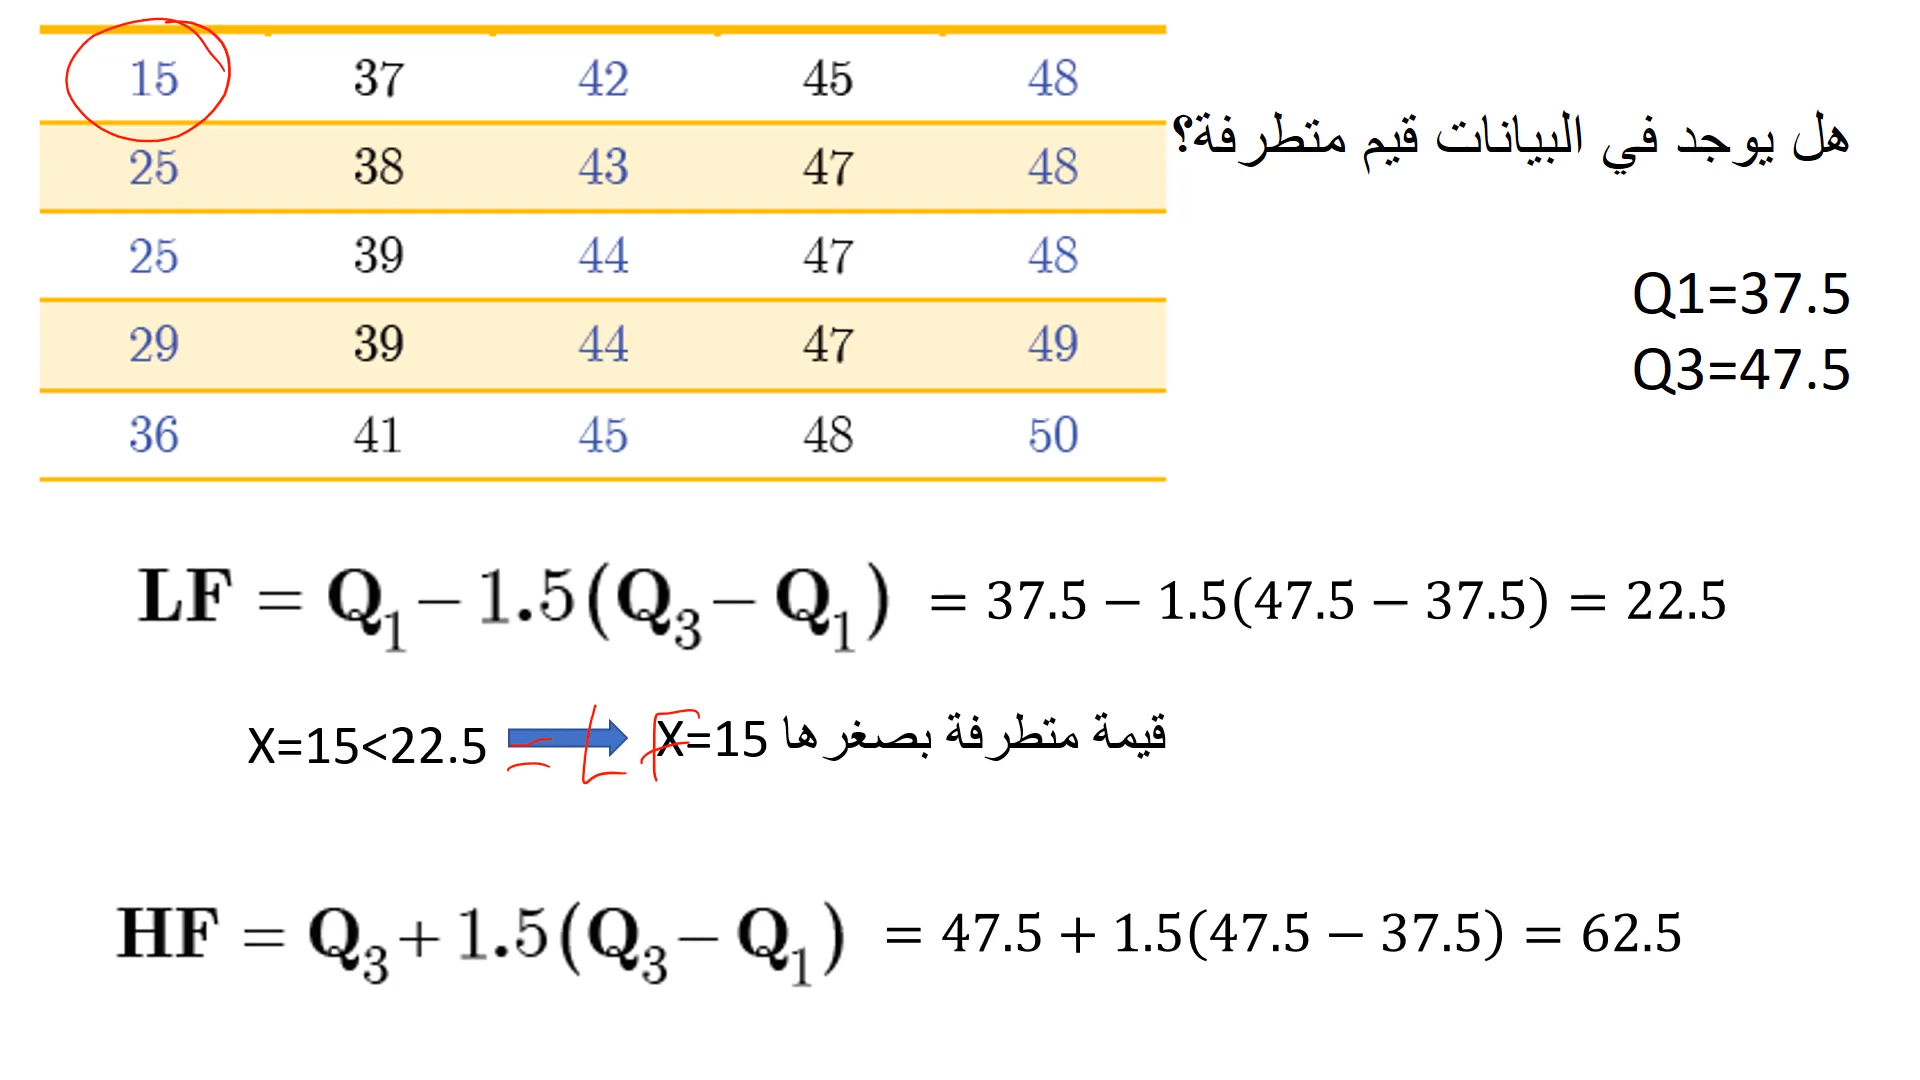 15 37 42 45 48
25 38 43 47 48
25 39 44 47 48
29 39 44 47 49
36 41 45 48 50
هل يوجد في البيانات قيم متطرفة؟
Q1=37.5
Q3=47.5
LF = Q₁ − 1.5(Q₃ − Q₁) = 37.5 − 1.5(47.5 − 37.5) = 22.5
X=15<22.5 = LF X=15 قيمة متطرفة بصغرها
HF = Q₃ + 1.5(Q₃ − Q₁) = 47.5 + 1.5(47.5 − 37.5) = 62.5